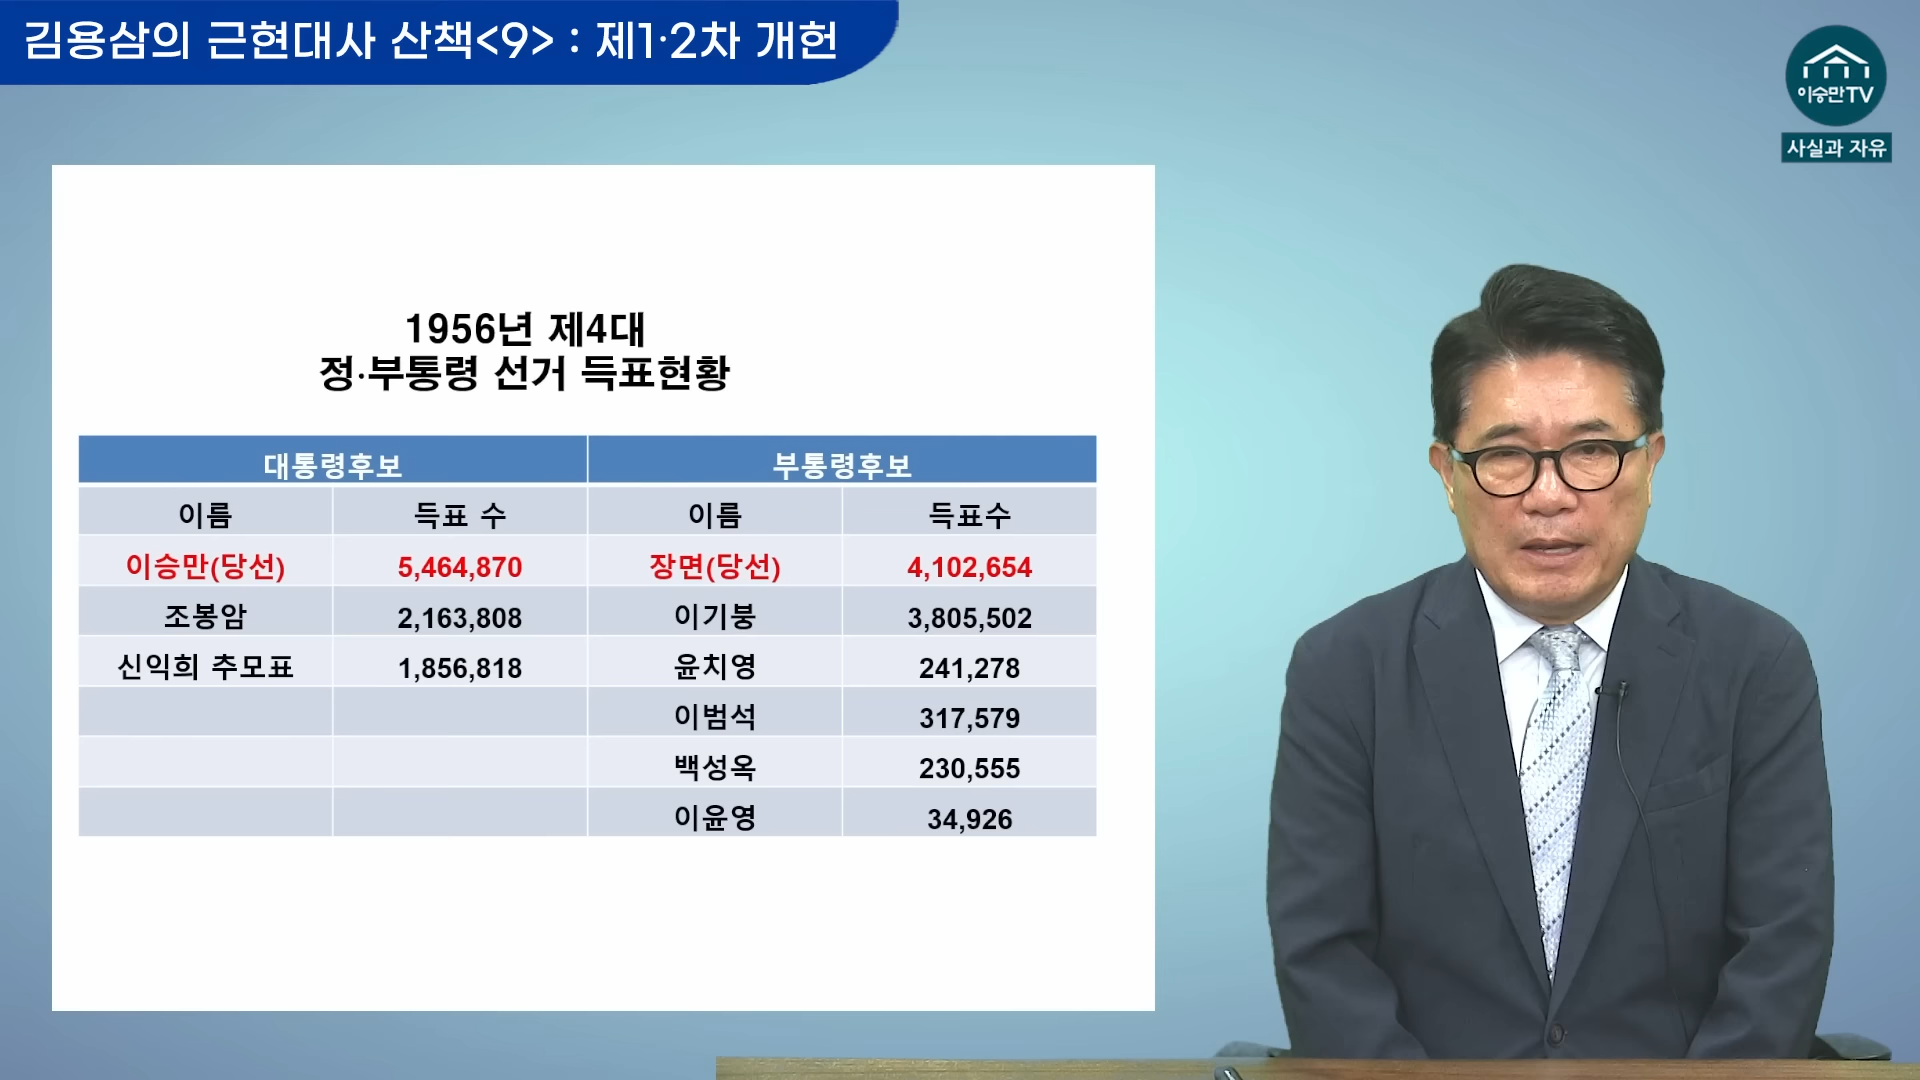 김용삼의 근현대사 산책<9> : 제1·2차 개헌
이승만TV
사실과 자유
1956년 제4대
정·부통령 선거 득표현황
대통령후보 부통령후보
이름 득표 수 이름 득표수
이승만(당선) 5,464,870 장면(당선) 4,102,654
조봉암 2,163,808 이기붕 3,805,502
신익희 추모표 1,856,818 윤치영 241,278
이범석 317,579
백성옥 230,555
이윤영 34,926